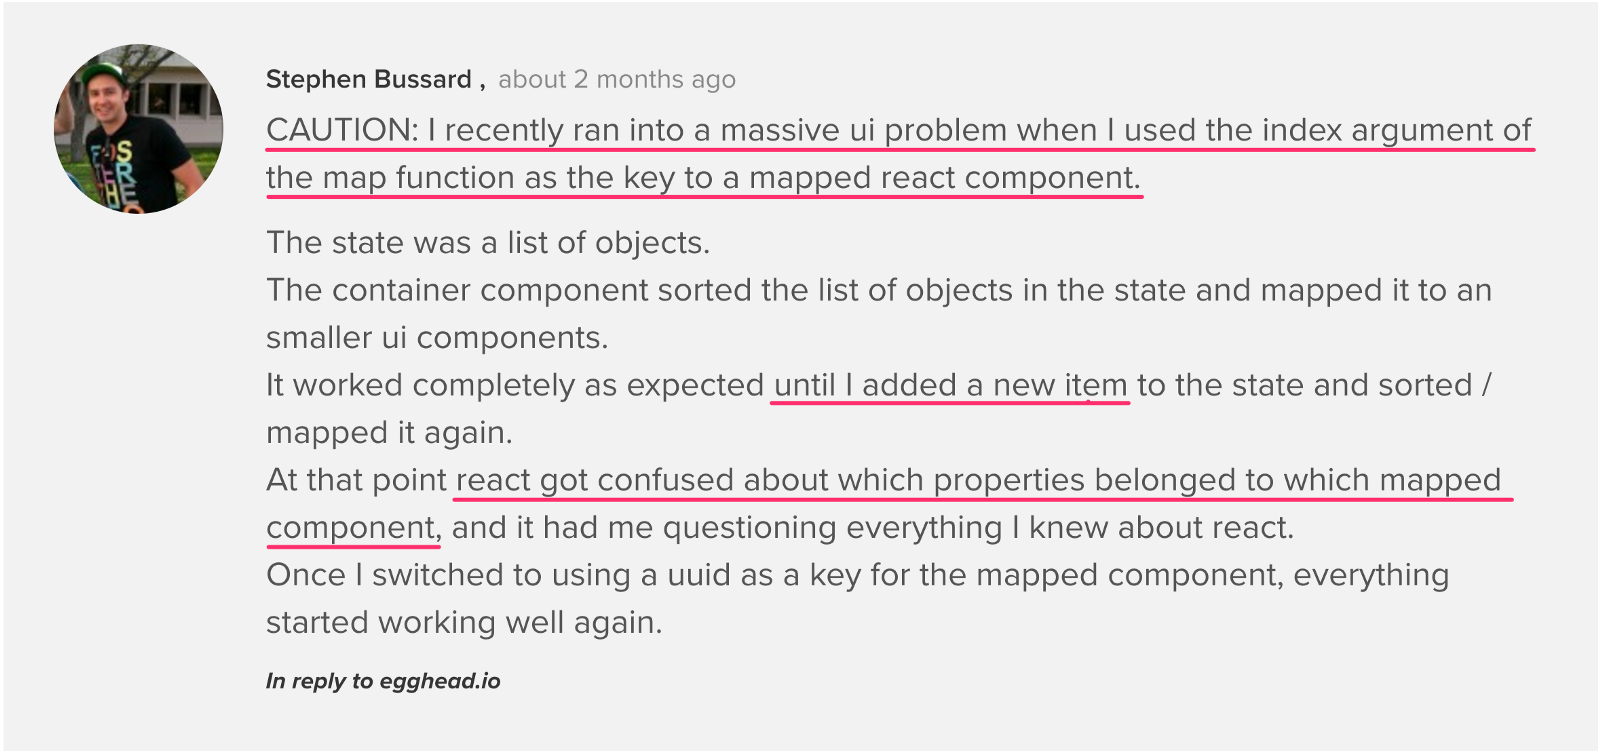 Stephen Bussard , about 2 months ago
CAUTION: I recently ran into a massive ui problem when I used the index argument of
the map function as the key to a mapped react component.
The state was a list of objects.
The container component sorted the list of objects in the state and mapped it to an
smaller ui components.
It worked completely as expected until I added a new item to the state and sorted /
mapped it again.
At that point react got confused about which properties belonged to which mapped
component, and it had me questioning everything I knew about react.
Once I switched to using a uuid as a key for the mapped component, everything
started working well again.
In reply to egghead.io